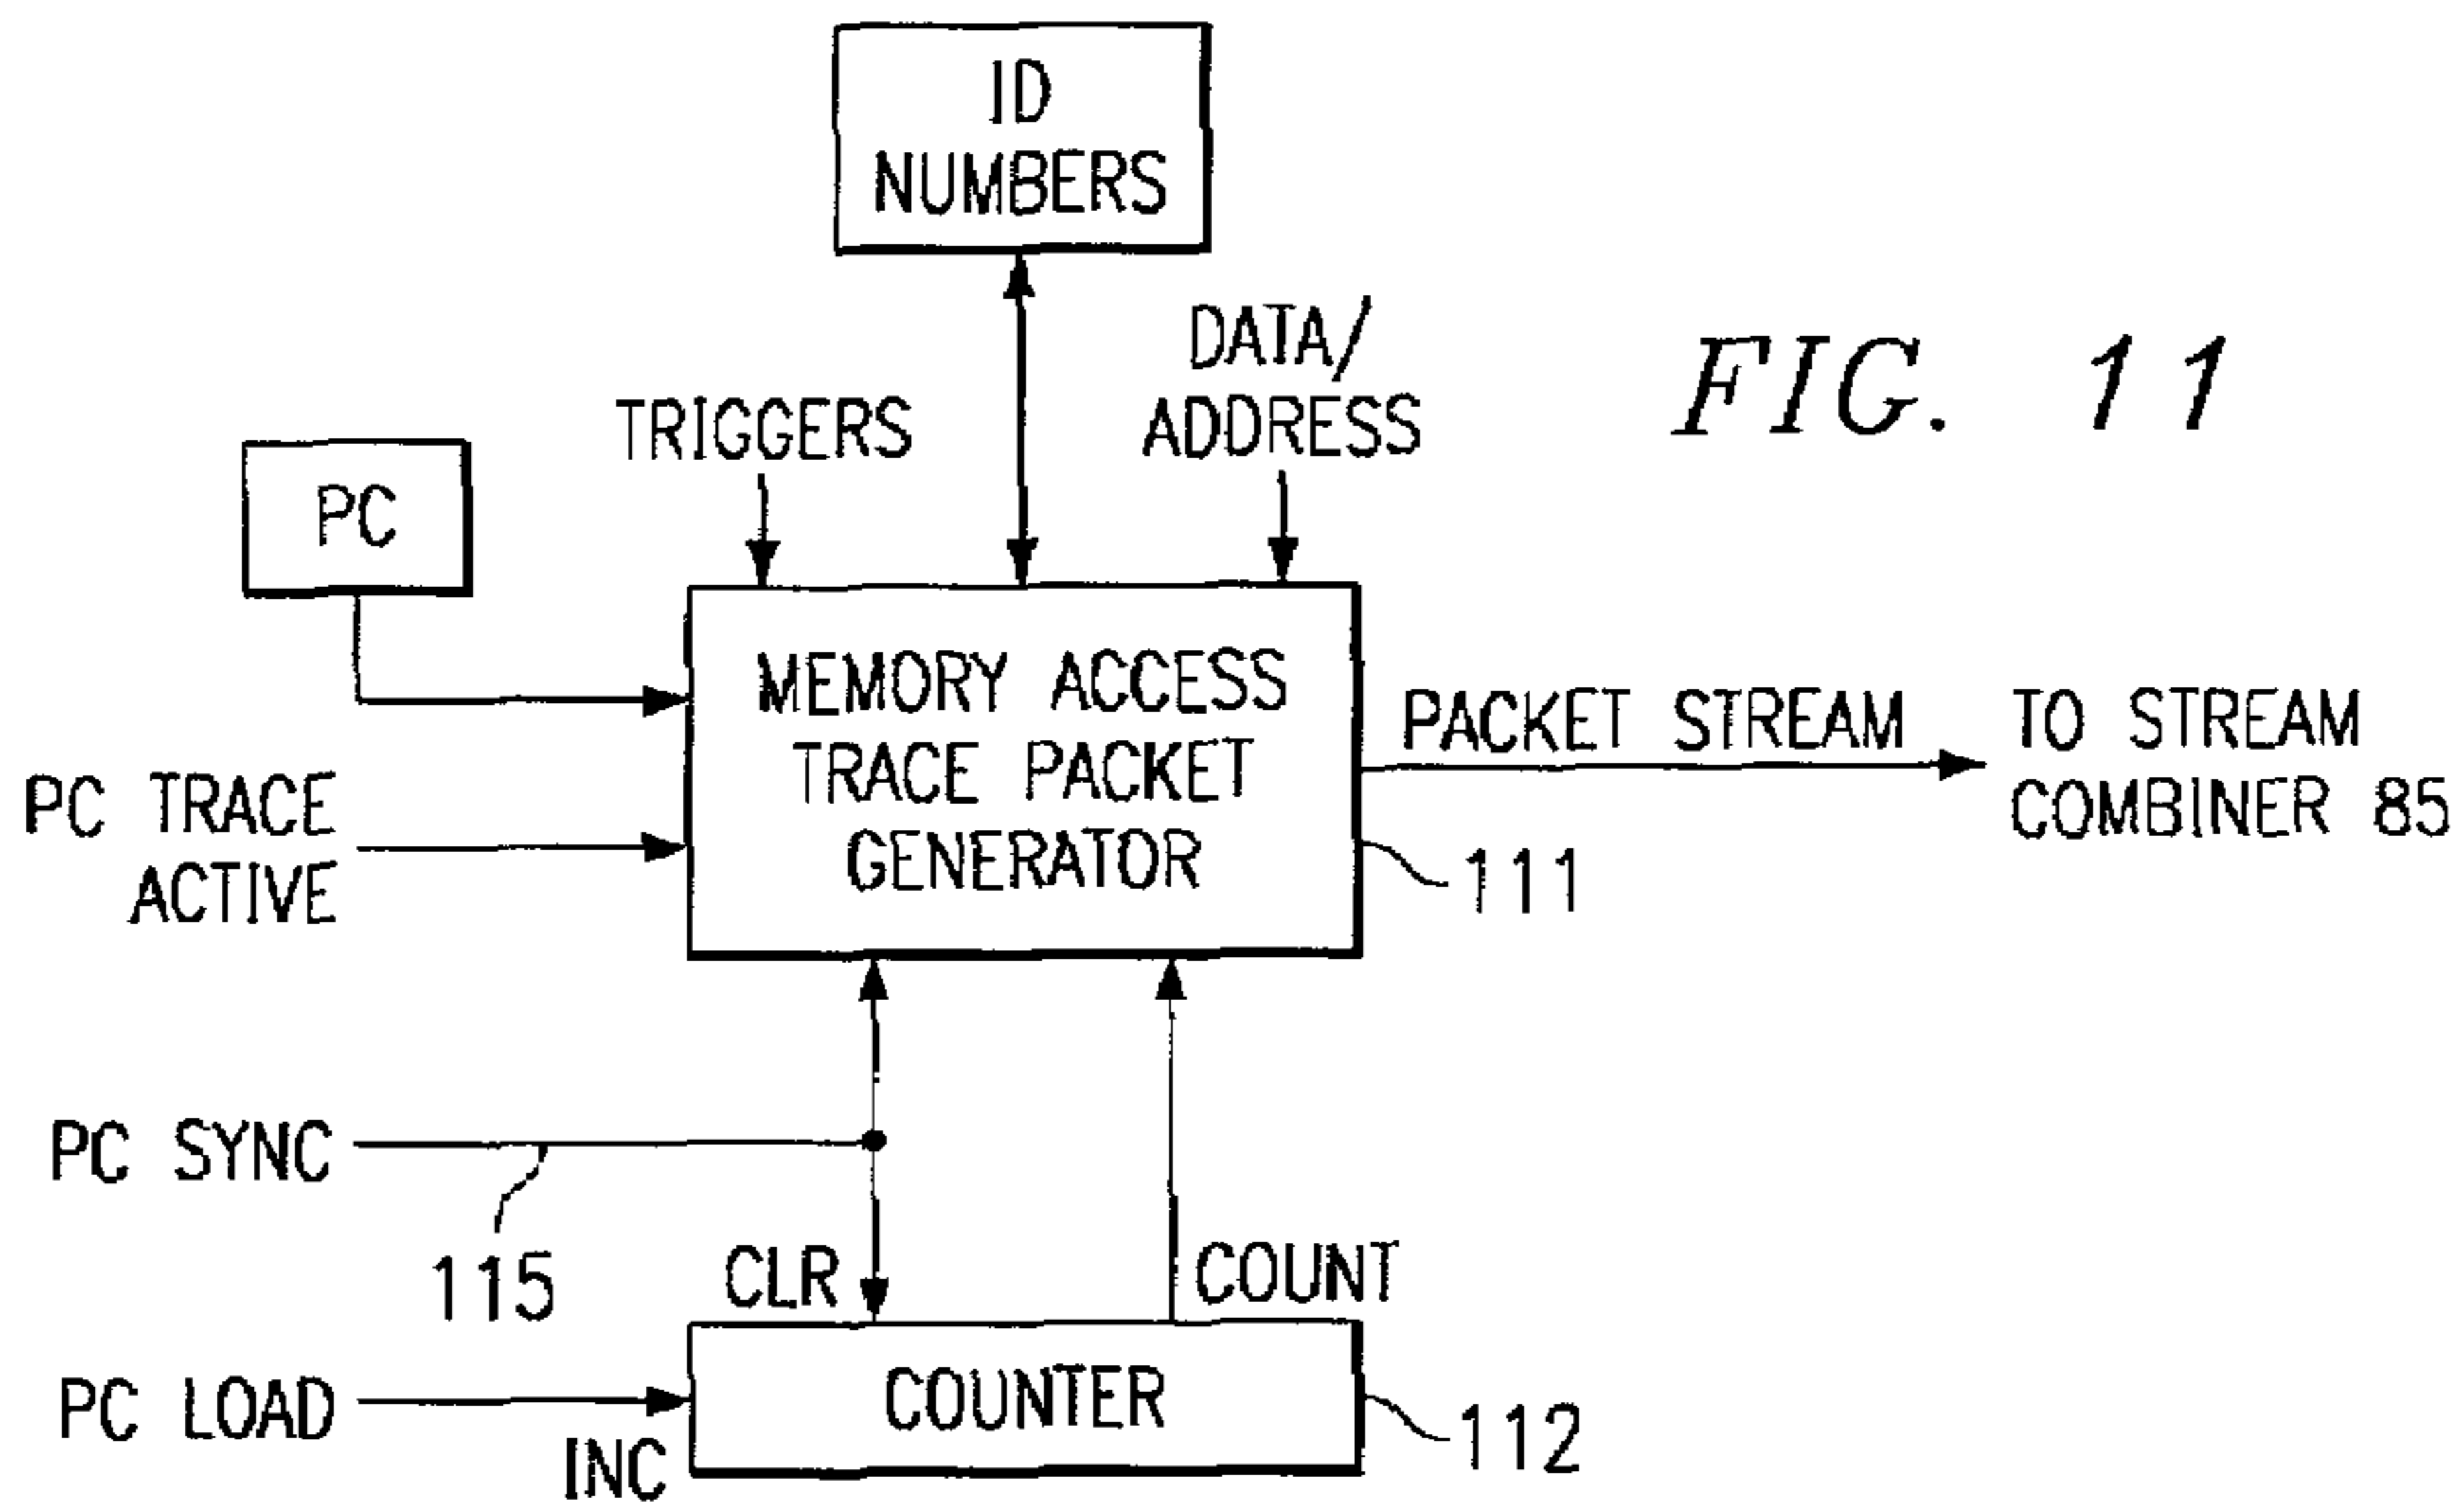 ID
NUMBERS
DATA/
ADDRESS
TRIGGERS
FIG. 11
PC
MEMORY ACCESS
TRACE PACKET
GENERATOR
PACKET STREAM
TO STREAM
COMBINER 85
PC TRACE
ACTIVE
111
PC SYNC
115
CLR
COUNT
PC LOAD
INC
COUNTER
112